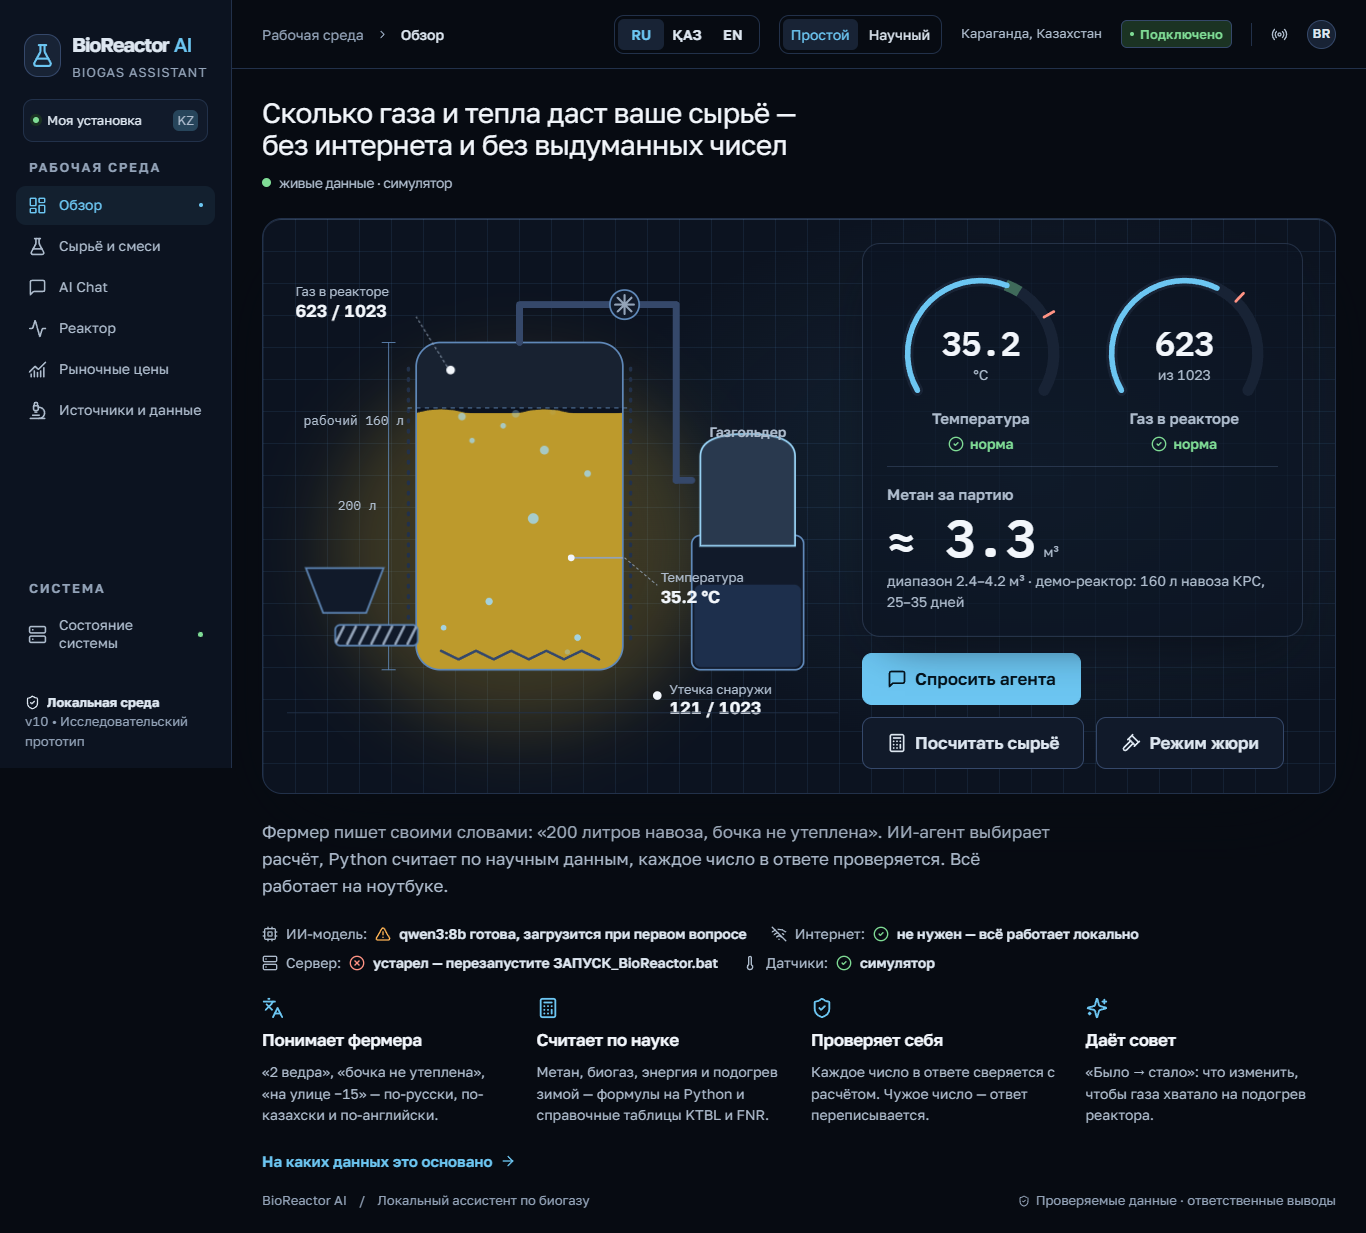 BioReactor AI
BIOGAS ASSISTANT
Моя установка
KZ
РАБОЧАЯ СРЕДА
Обзор
Сырьё и смеси
AI Chat
Реактор
Рыночные цены
Источники и данные
СИСТЕМА
Состояние
системы
Локальная среда
v10 • Исследовательский
прототип
Рабочая среда > Обзор
RU ҚАЗ EN
Простой Научный
Караганда, Казахстан
• Подключено
BR
Сколько газа и тепла даст ваше сырьё —
без интернета и без выдуманных чисел
живые данные · симулятор
Газ в реакторе
623 / 1023
рабочий 160 л
200 л
Газгольдер
Температура
35.2 °C
Утечка снаружи
121 / 1023
35.2
°C
Температура
норма
623
из 1023
Газ в реакторе
норма
Метан за партию
≈ 3.3 м³
диапазон 2.4–4.2 м³ · демо-реактор: 160 л навоза КРС,
25–35 дней
Спросить агента
Посчитать сырьё
Режим жюри
Фермер пишет своими словами: «200 литров навоза, бочка не утеплена». ИИ-агент выбирает
расчёт, Python считает по научным данным, каждое число в ответе проверяется. Всё
работает на ноутбуке.
ИИ-модель: qwen3:8b готова, загрузится при первом вопросе
Интернет: не нужен — всё работает локально
Сервер: устарел — перезапустите ЗАПУСК_BioReactor.bat
Датчики: симулятор
Понимает фермера
«2 ведра», «бочка не утеплена»,
«на улице −15» — по-русски, по-
казахски и по-английски.
Считает по науке
Метан, биогаз, энергия и подогрев
зимой — формулы на Python и
справочные таблицы KTBL и FNR.
Проверяет себя
Каждое число в ответе сверяется с
расчётом. Чужое число — ответ
переписывается.
Даёт совет
«Было → стало»: что изменить,
чтобы газа хватало на подогрев
реактора.
На каких данных это основано →
BioReactor AI / Локальный ассистент по биогазу
Проверяемые данные · ответственные выводы